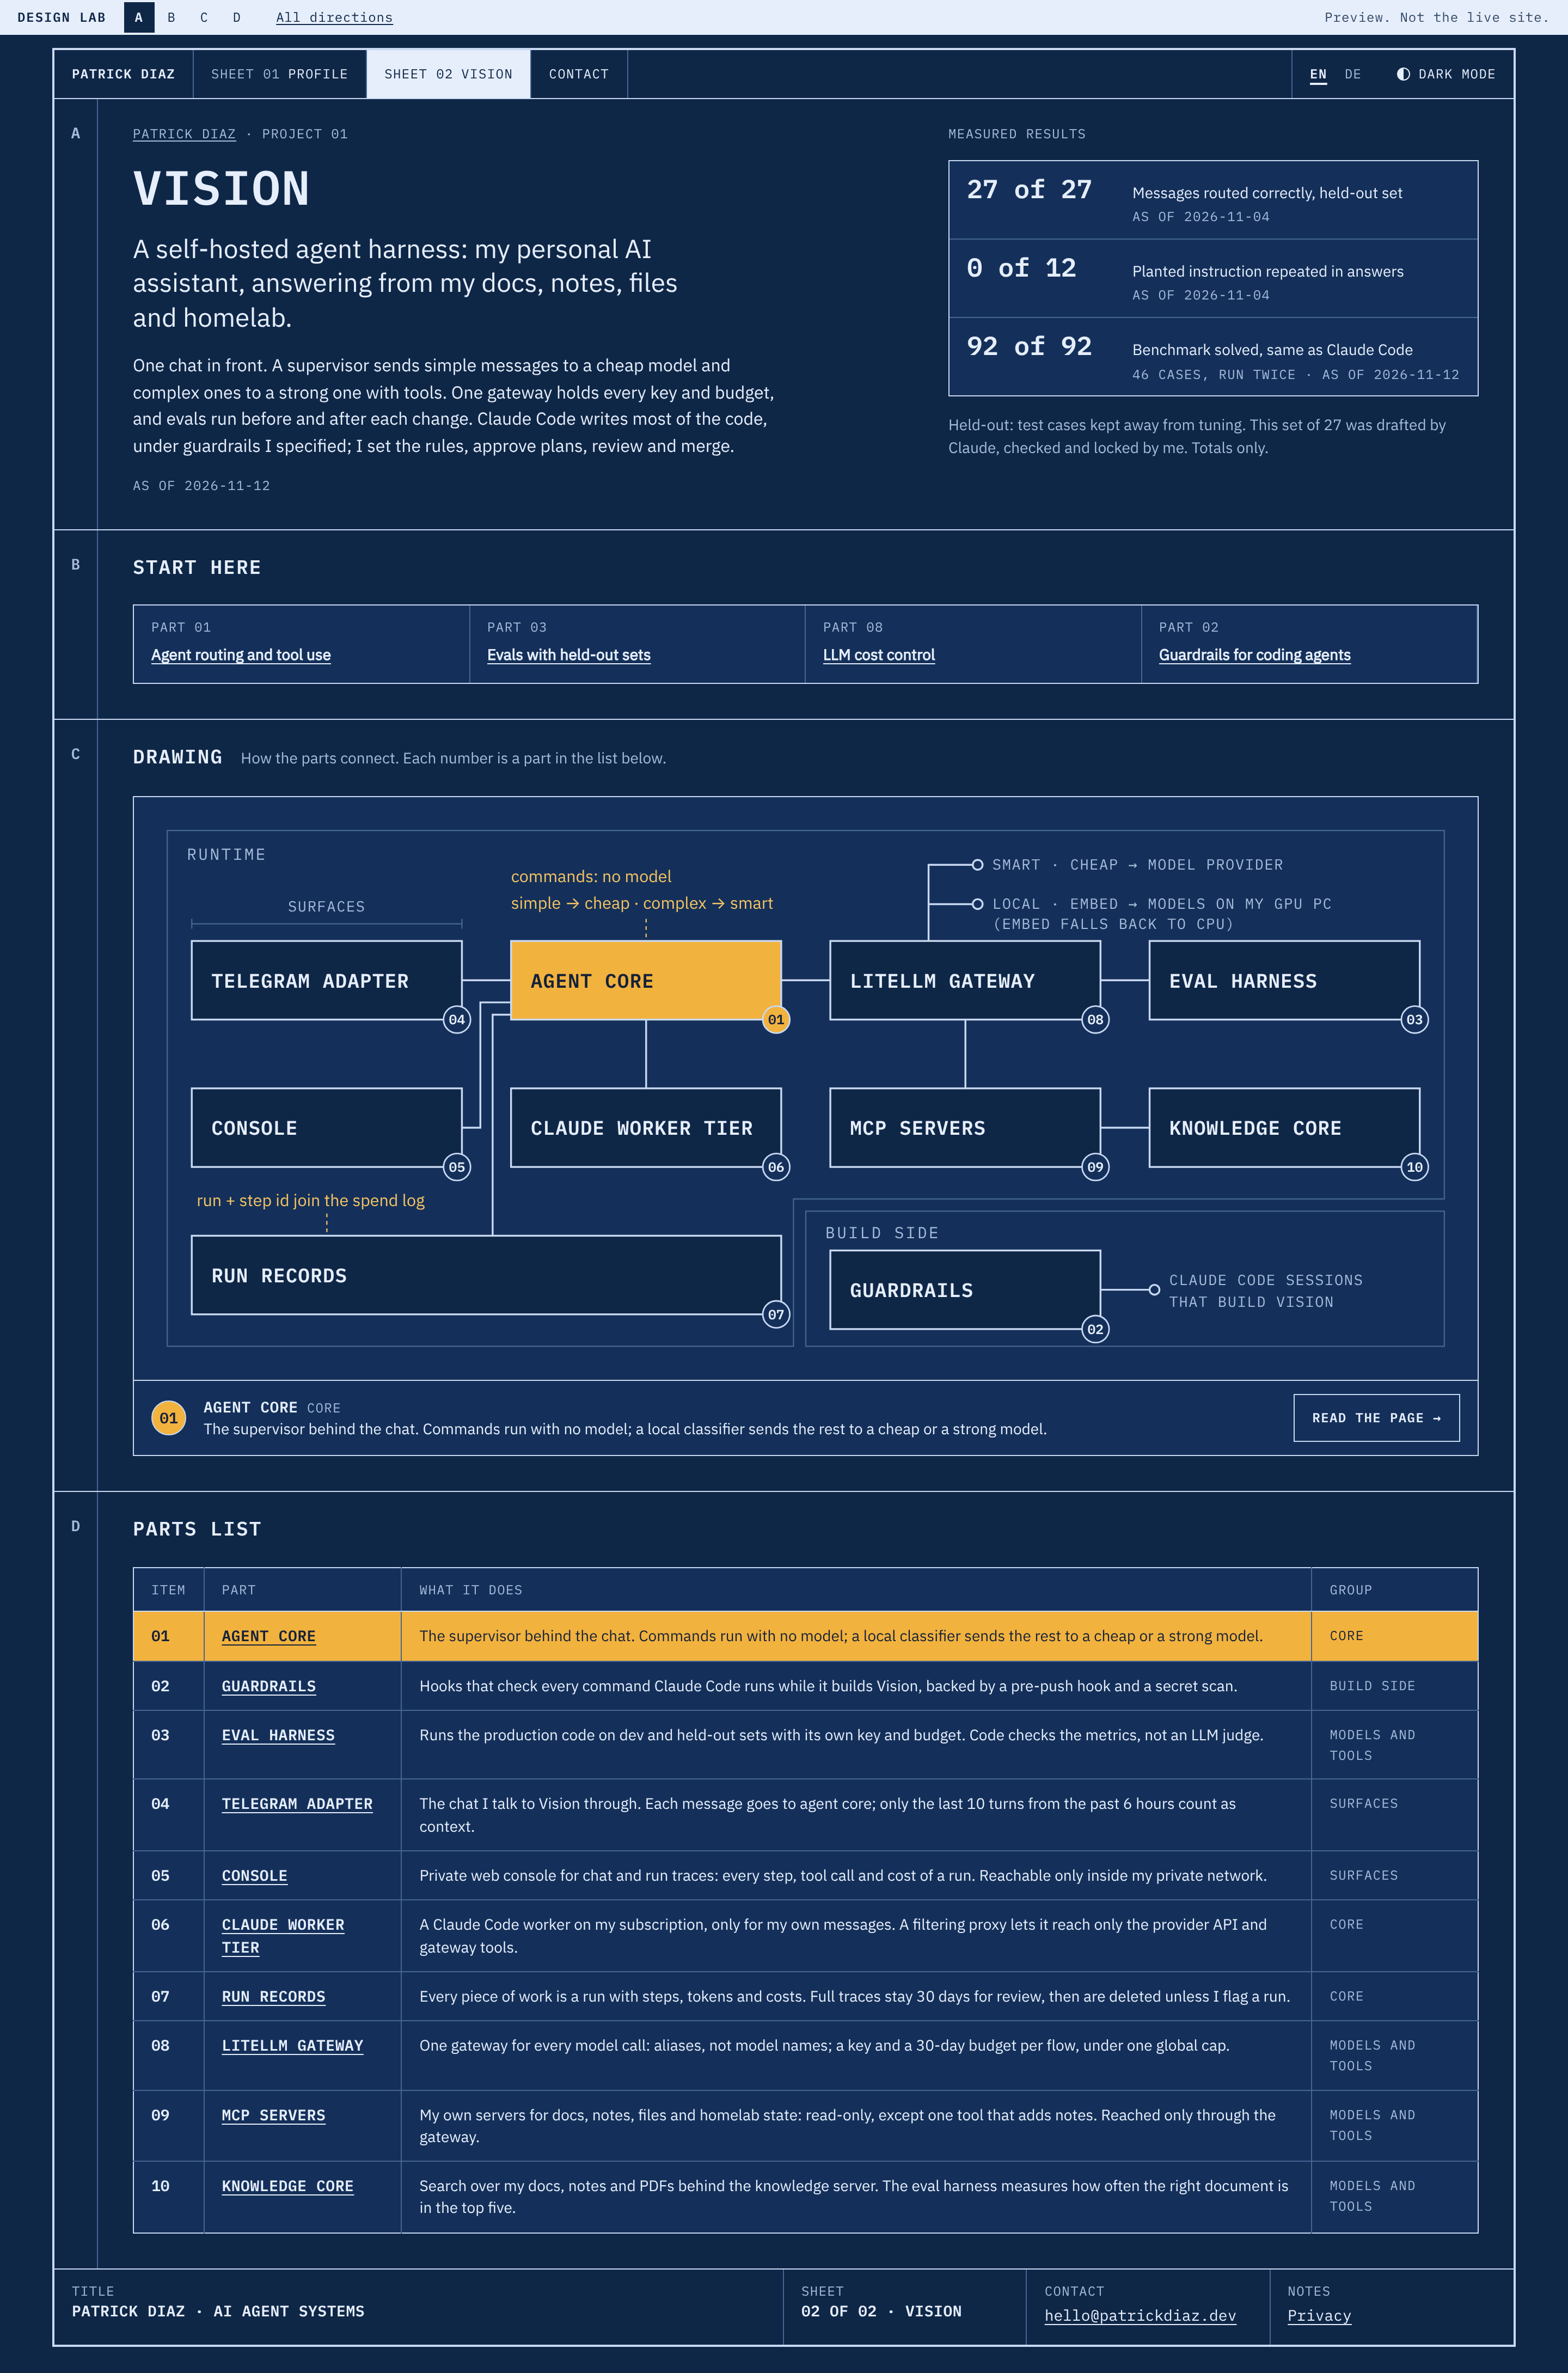 DESIGN LAB A B C D All directions Preview. Not the live site.
PATRICK DIAZ SHEET 01 PROFILE SHEET 02 VISION CONTACT EN DE DARK MODE
A
PATRICK DIAZ · PROJECT 01
VISION
A self-hosted agent harness: my personal AI
assistant, answering from my docs, notes, files
and homelab.
One chat in front. A supervisor sends simple messages to a cheap model and
complex ones to a strong one with tools. One gateway holds every key and budget,
and evals run before and after each change. Claude Code writes most of the code,
under guardrails I specified; I set the rules, approve plans, review and merge.
AS OF 2026-11-12
MEASURED RESULTS
27 of 27 Messages routed correctly, held-out set
AS OF 2026-11-04
0 of 12 Planted instruction repeated in answers
AS OF 2026-11-04
92 of 92 Benchmark solved, same as Claude Code
46 CASES, RUN TWICE · AS OF 2026-11-12
Held-out: test cases kept away from tuning. This set of 27 was drafted by
Claude, checked and locked by me. Totals only.
B
START HERE
PART 01
Agent routing and tool use
PART 03
Evals with held-out sets
PART 08
LLM cost control
PART 02
Guardrails for coding agents
C
DRAWING How the parts connect. Each number is a part in the list below.
RUNTIME
SURFACES
commands: no model
simple → cheap · complex → smart
SMART · CHEAP → MODEL PROVIDER
LOCAL · EMBED → MODELS ON MY GPU PC
(EMBED FALLS BACK TO CPU)
TELEGRAM ADAPTER
04
AGENT CORE
01
LITELLM GATEWAY
08
EVAL HARNESS
03
CONSOLE
05
CLAUDE WORKER TIER
06
MCP SERVERS
09
KNOWLEDGE CORE
10
run + step id join the spend log
RUN RECORDS
07
BUILD SIDE
GUARDRAILS
02
CLAUDE CODE SESSIONS
THAT BUILD VISION
01
AGENT CORE CORE
The supervisor behind the chat. Commands run with no model; a local classifier sends the rest to a cheap or a strong model.
READ THE PAGE →
D
PARTS LIST
ITEM PART WHAT IT DOES GROUP
01 AGENT CORE The supervisor behind the chat. Commands run with no model; a local classifier sends the rest to a cheap or a strong model. CORE
02 GUARDRAILS Hooks that check every command Claude Code runs while it builds Vision, backed by a pre-push hook and a secret scan. BUILD SIDE
03 EVAL HARNESS Runs the production code on dev and held-out sets with its own key and budget. Code checks the metrics, not an LLM judge. MODELS AND
TOOLS
04 TELEGRAM ADAPTER The chat I talk to Vision through. Each message goes to agent core; only the last 10 turns from the past 6 hours count as SURFACES
context.
05 CONSOLE Private web console for chat and run traces: every step, tool call and cost of a run. Reachable only inside my private network. SURFACES
06 CLAUDE WORKER A Claude Code worker on my subscription, only for my own messages. A filtering proxy lets it reach only the provider API and CORE
TIER gateway tools.
07 RUN RECORDS Every piece of work is a run with steps, tokens and costs. Full traces stay 30 days for review, then are deleted unless I flag a run. CORE
08 LITELLM GATEWAY One gateway for every model call: aliases, not model names; a key and a 30-day budget per flow, under one global cap. MODELS AND
TOOLS
09 MCP SERVERS My own servers for docs, notes, files and homelab state: read-only, except one tool that adds notes. Reached only through the MODELS AND
gateway. TOOLS
10 KNOWLEDGE CORE Search over my docs, notes and PDFs behind the knowledge server. The eval harness measures how often the right document is MODELS AND
in the top five. TOOLS
TITLE
PATRICK DIAZ · AI AGENT SYSTEMS
SHEET
02 OF 02 · VISION
CONTACT
hello@patrickdiaz.dev
NOTES
Privacy